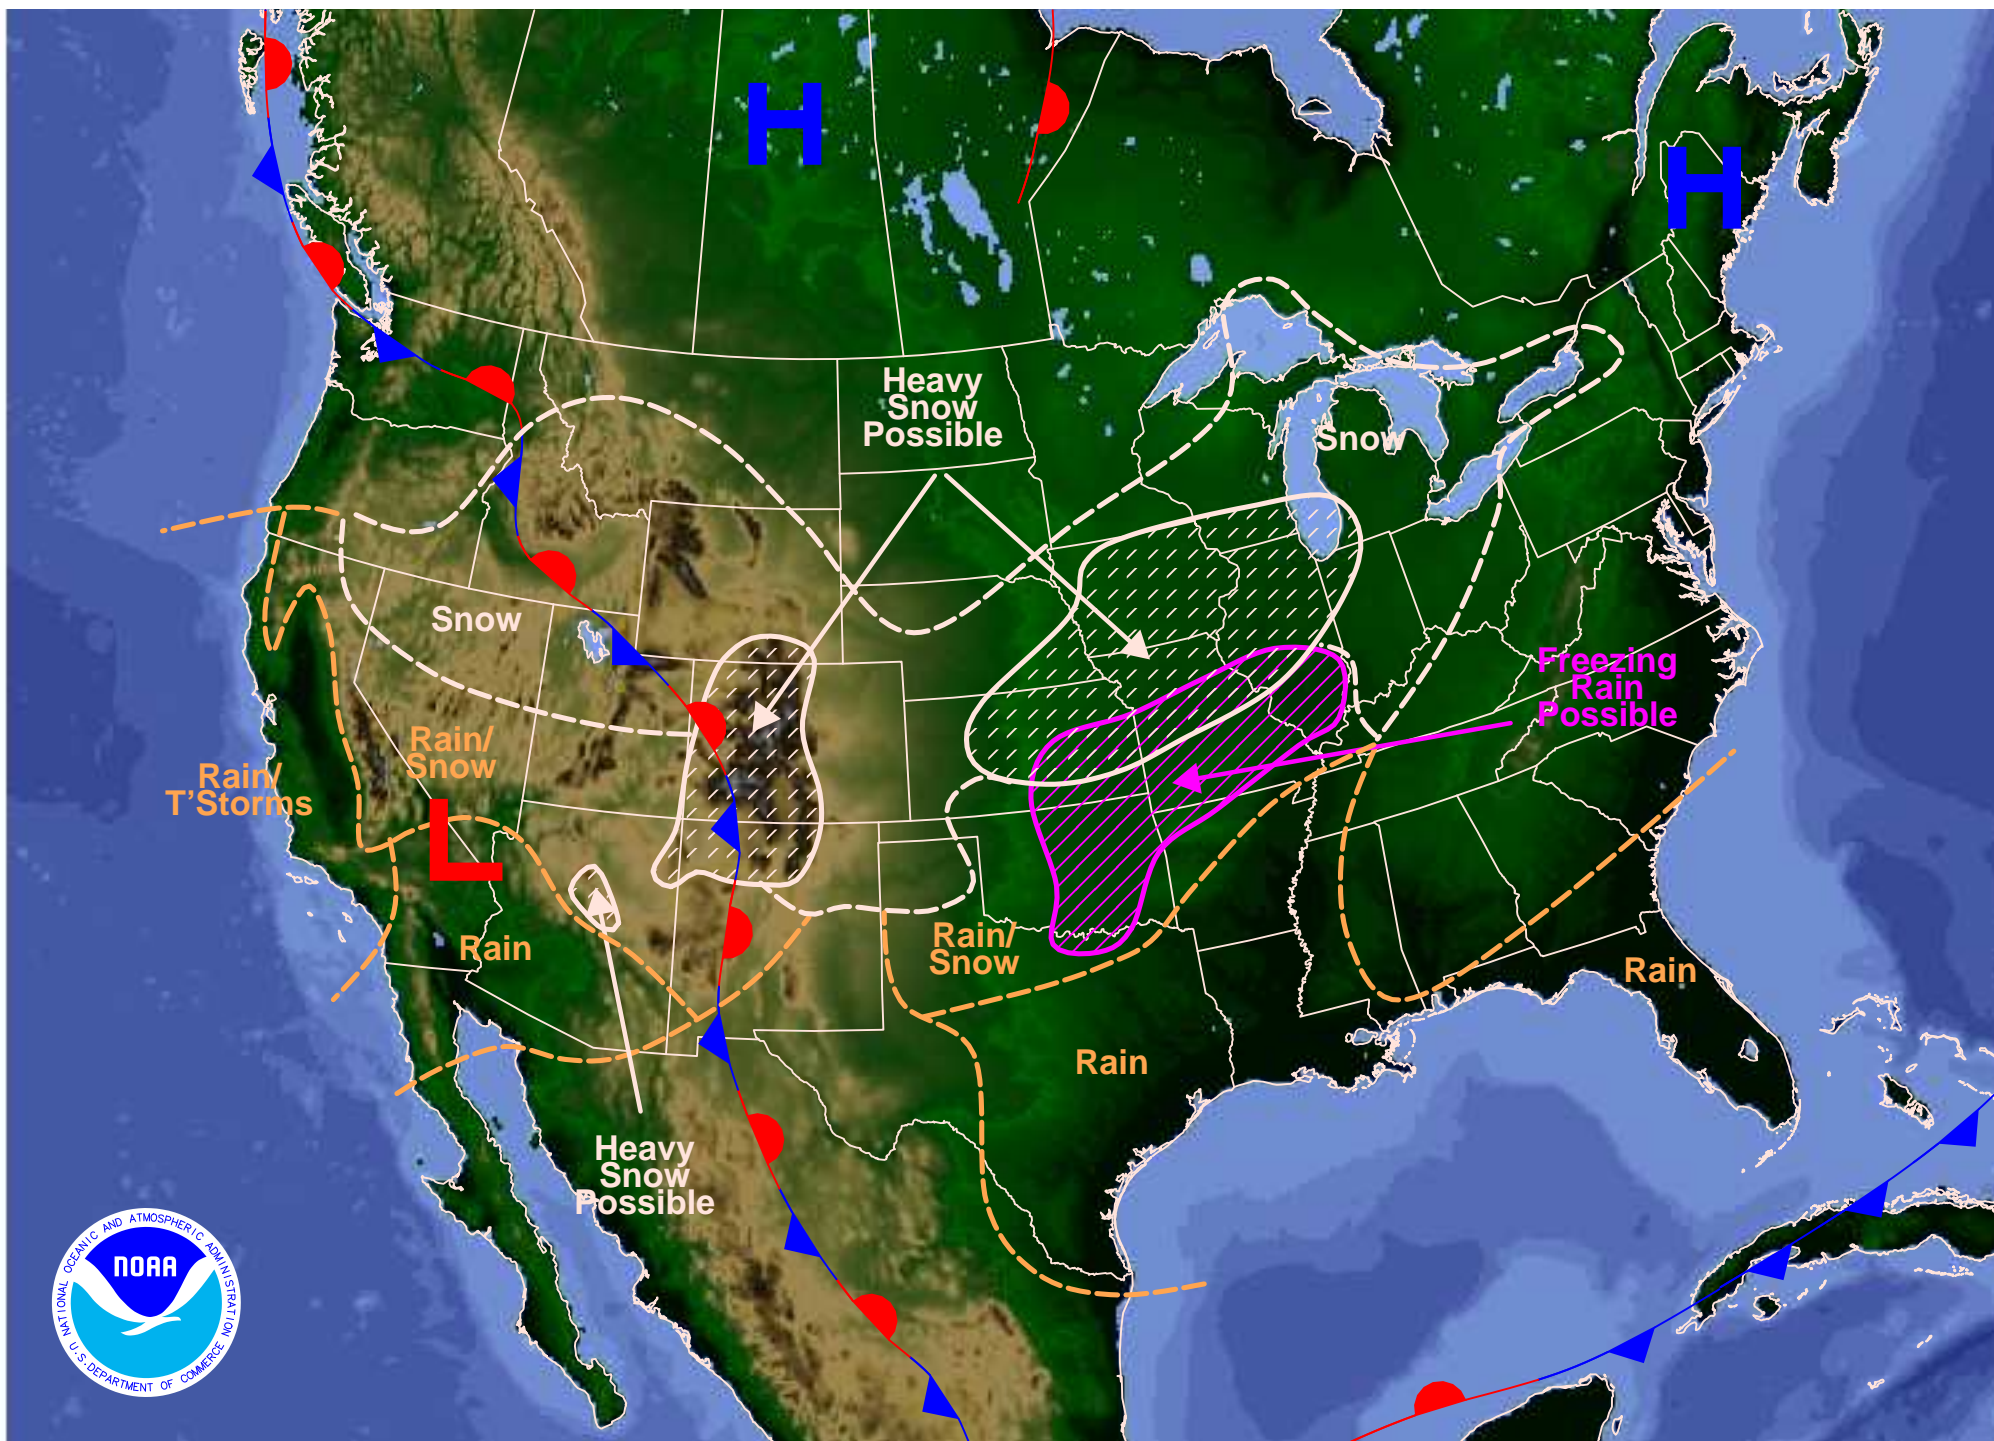 H
H
Heavy
Snow
Possible
Snow
Snow
Freezing
Rain
Possible
Rain/
Snow
Rain/
T'Storms
L
Rain
Rain/
Snow
Rain
Rain
Heavy
Snow
Possible
NATIONAL OCEANIC AND ATMOSPHERIC ADMINISTRATION
NOAA
U.S. DEPARTMENT OF COMMERCE